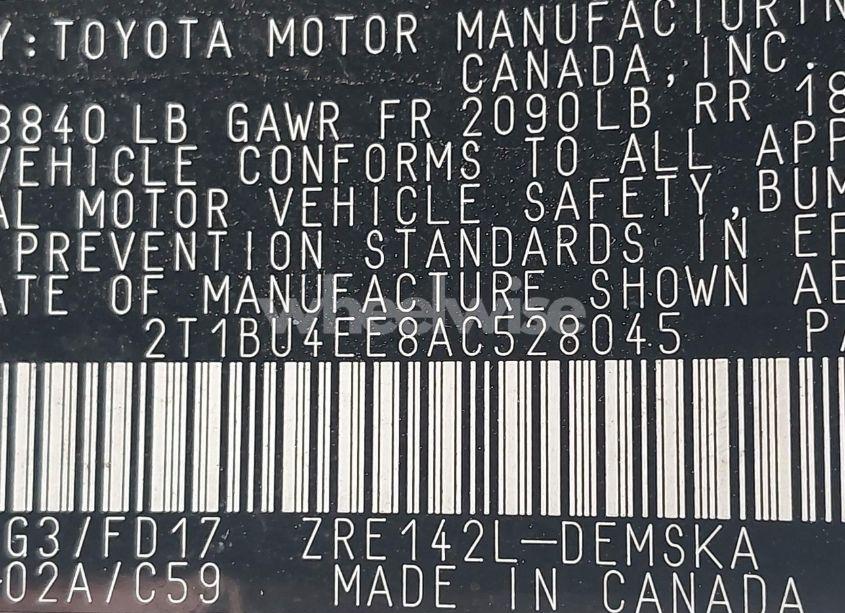 Y:TOYOTA MOTOR MANUFACTURIN
CANADA,INC.
3840 LB GAWR FR 2090LB RR 18
VEHICLE CONFORMS TO ALL APP
AL MOTOR VEHICLE SAFETY,BUM
PREVENTION STANDARDS IN EF
ATE OF MANUFACTURE SHOWN AB
wheelwise
2T1BU4EE8AC528045 PA
G3/FD17 ZRE142L-DEMSKA
-02A/C59 MADE IN CANADA